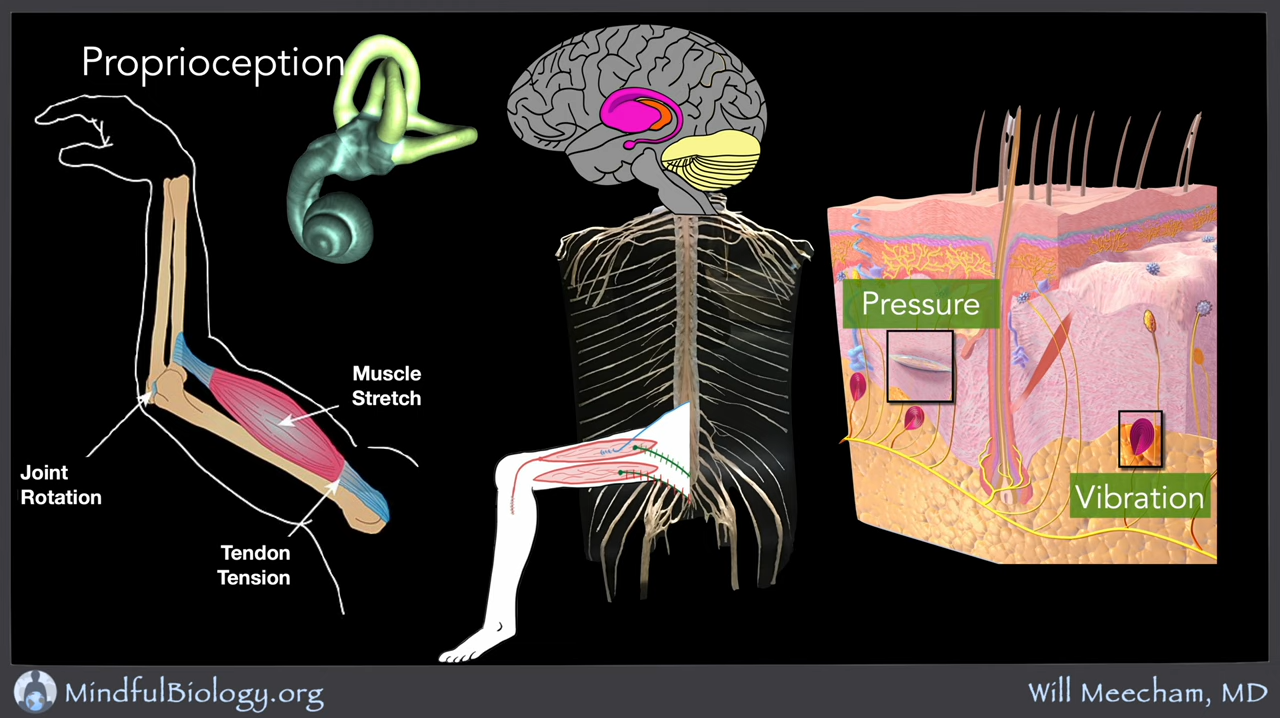 Proprioception
Muscle
Stretch
Joint
Rotation
Tendon
Tension
Pressure
Vibration
MindfulBiology.org
Will Meecham, MD